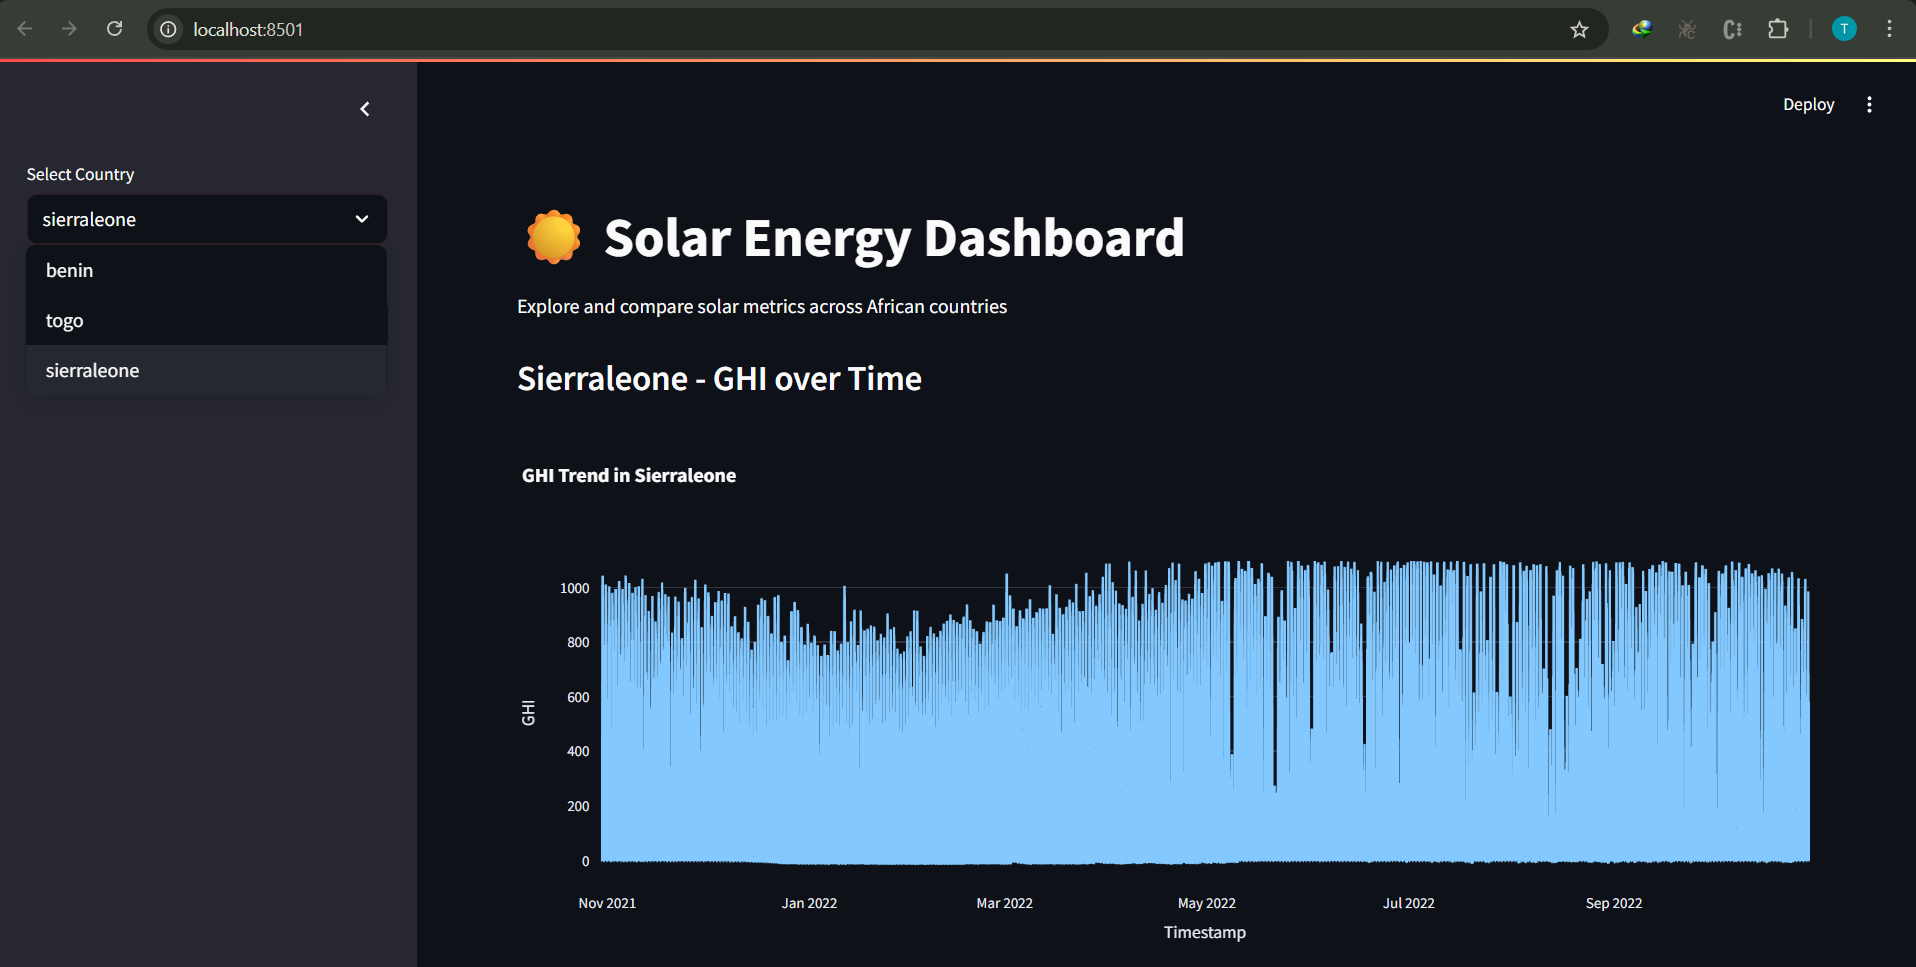 localhost:8501
T
Deploy
Select Country
sierraleone
benin
togo
sierraleone
Solar Energy Dashboard
Explore and compare solar metrics across African countries
Sierraleone - GHI over Time
GHI Trend in Sierraleone
1000
800
600
400
200
0
GHI
Nov 2021 Jan 2022 Mar 2022 May 2022 Jul 2022 Sep 2022
Timestamp